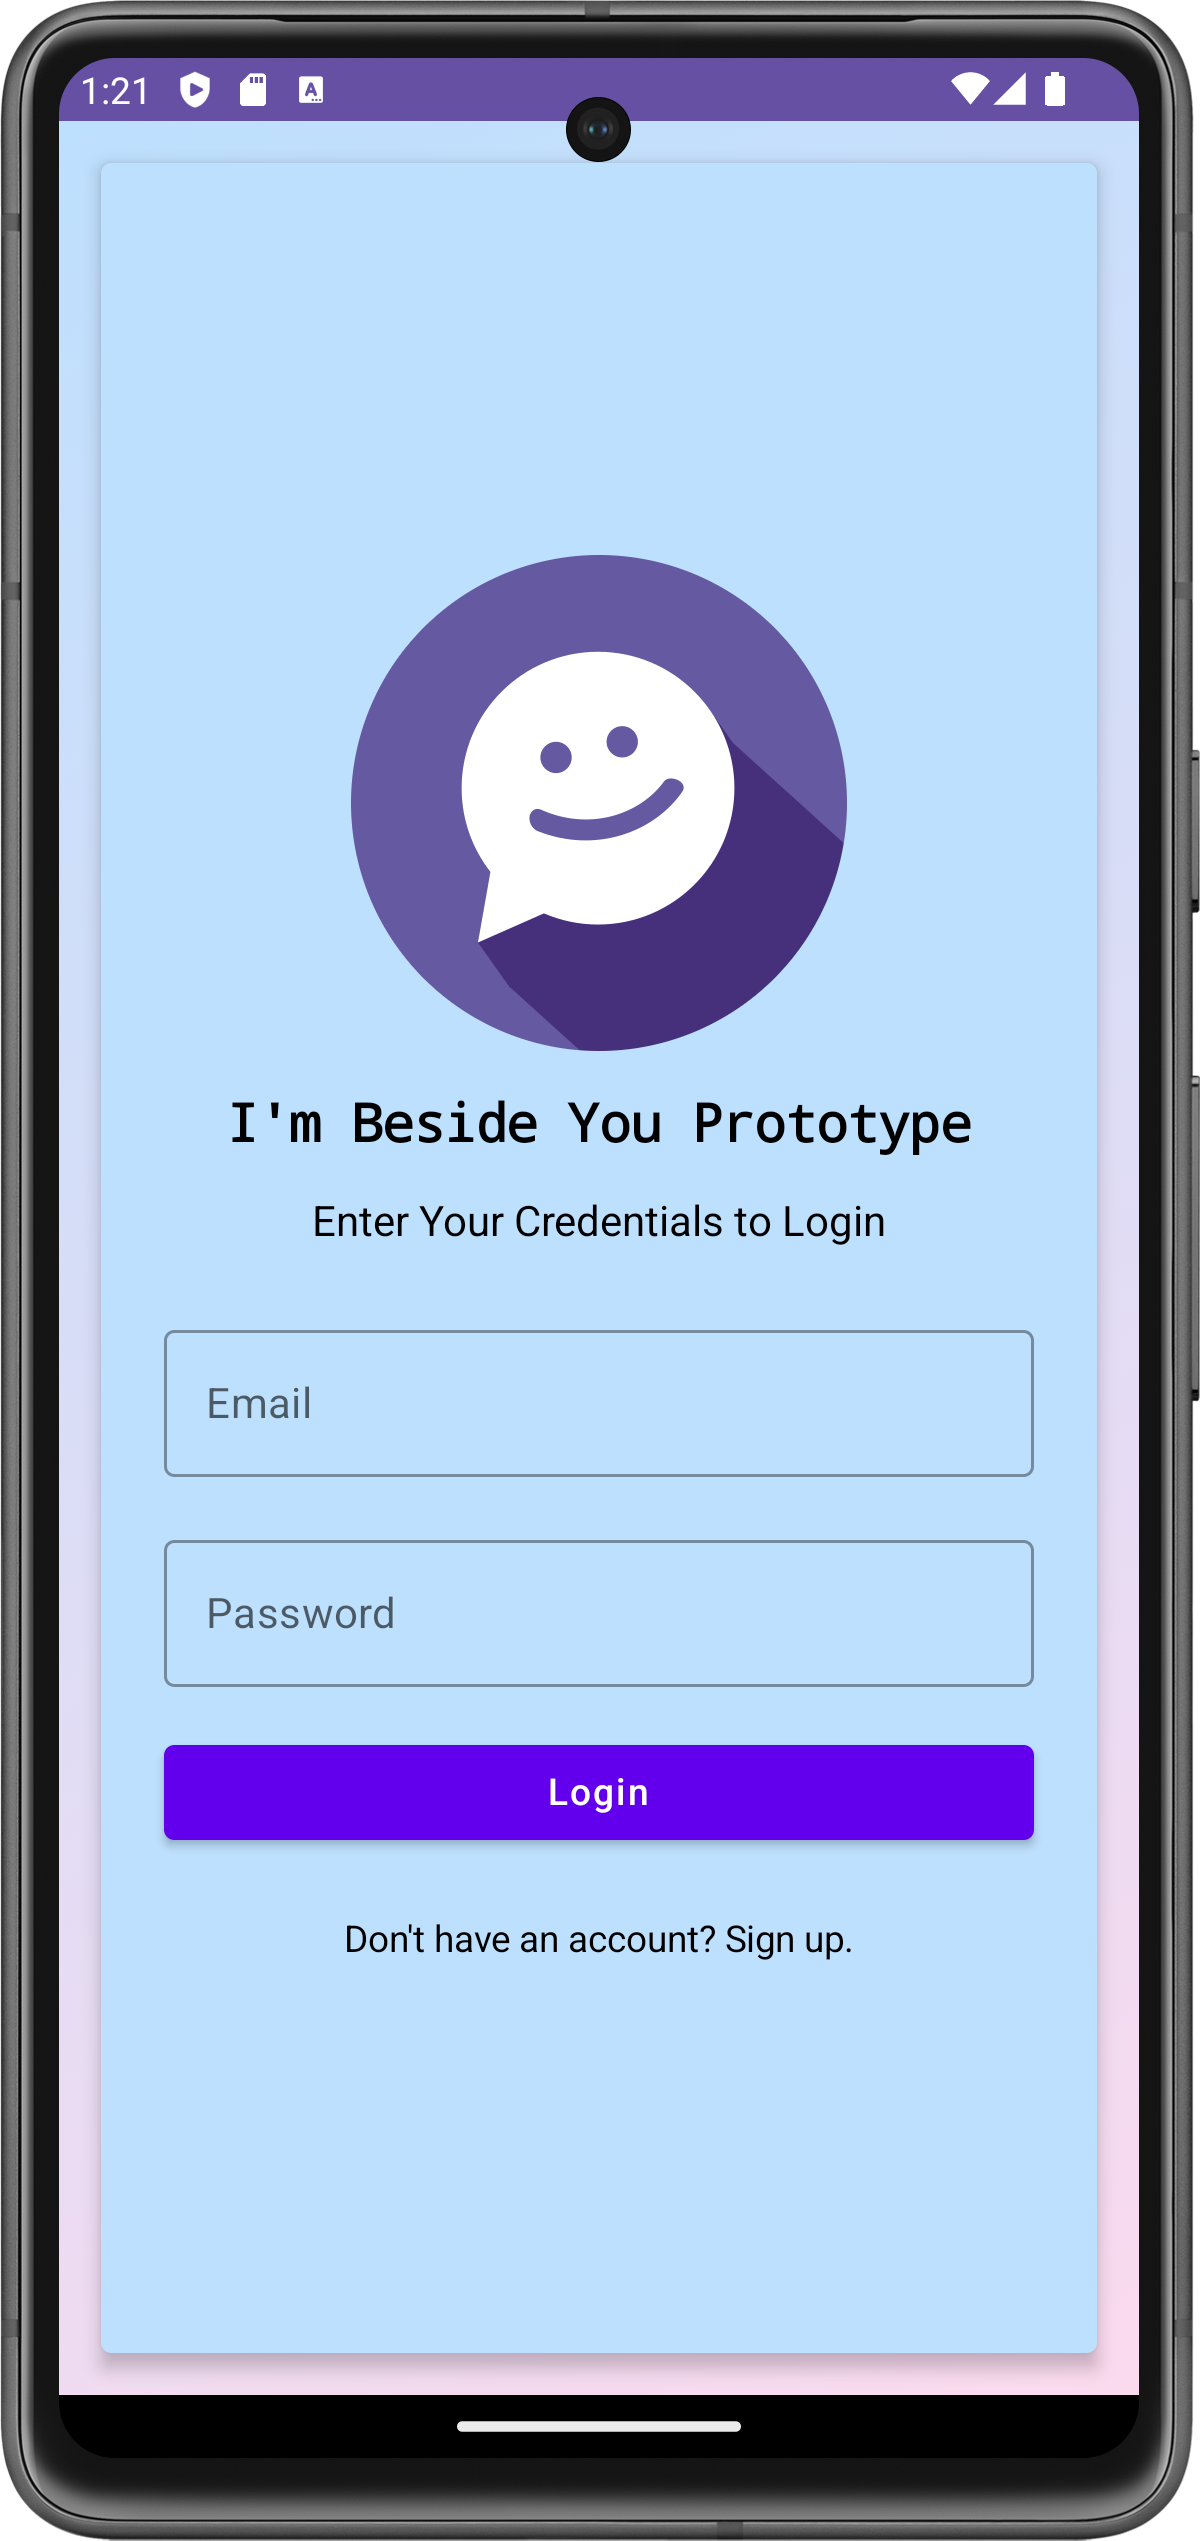 1:21
I'm Beside You Prototype
Enter Your Credentials to Login
Email
Password
Login
Don't have an account? Sign up.